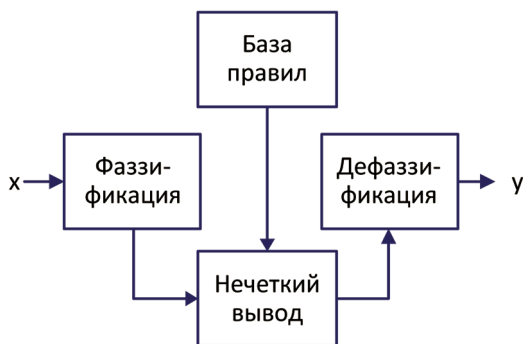 База
правил
x
Фаззи-
фикация
Дефаззи-
фикация
y
Нечеткий
вывод